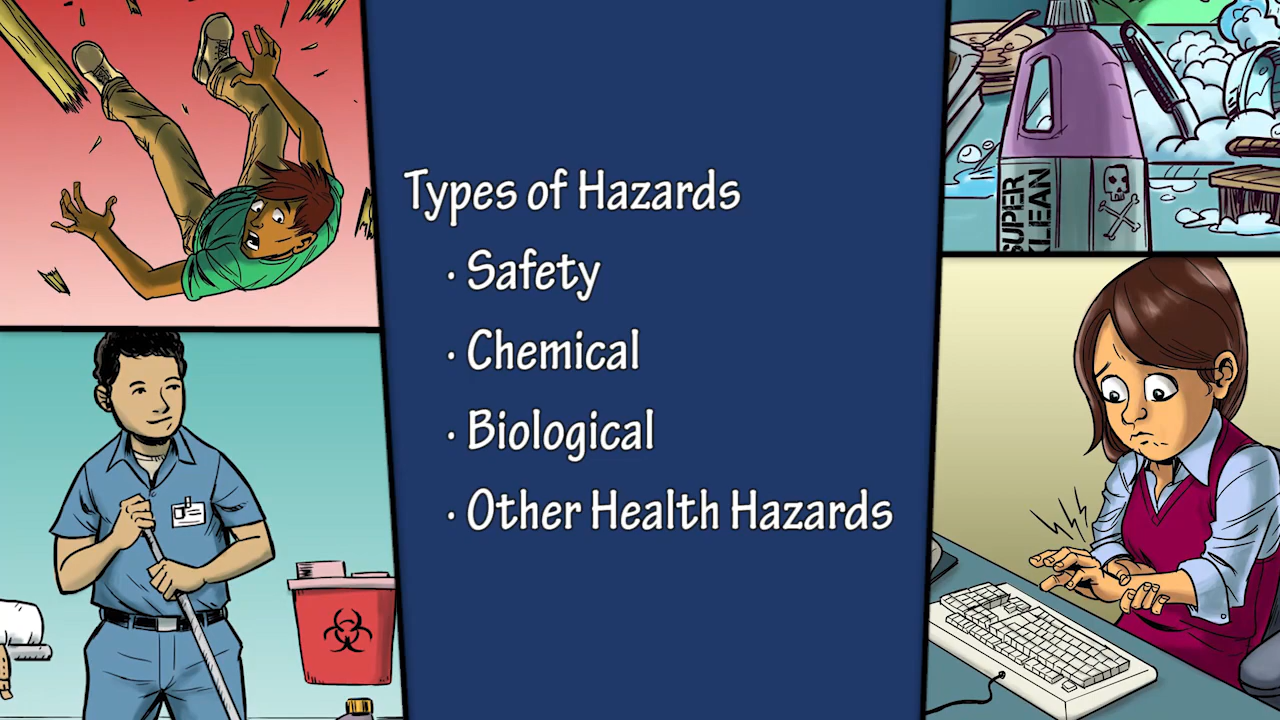 Types of Hazards
· Safety
· Chemical
· Biological
· Other Health Hazards
SUPER
KLEAN